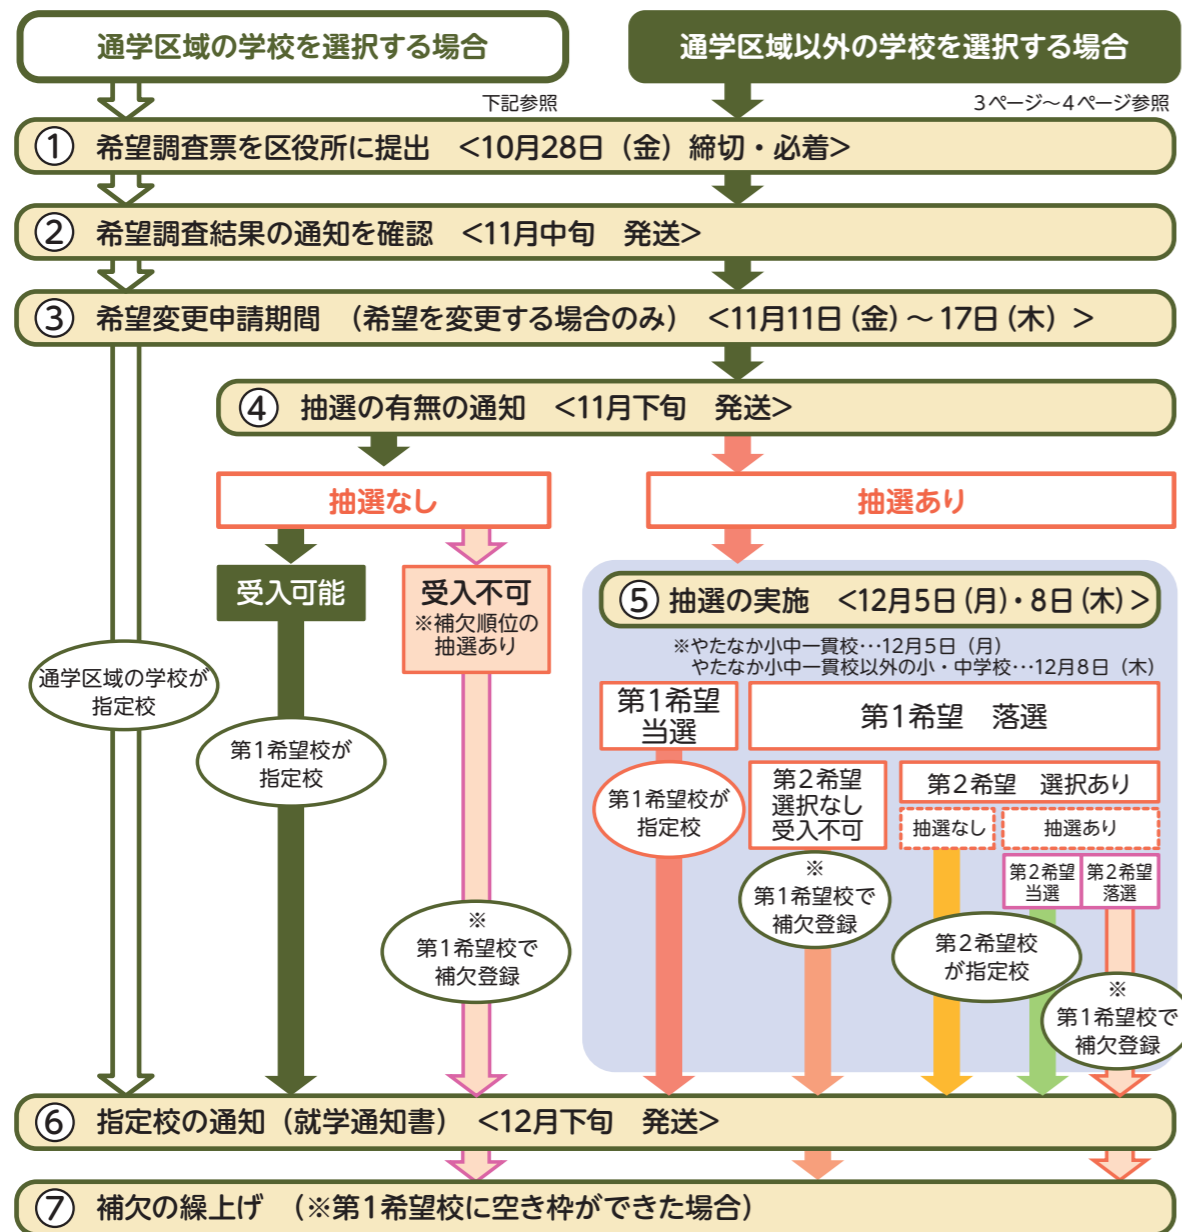 通学区域の学校を選択する場合
通学区域以外の学校を選択する場合
下記参照
3ページ～4ページ参照
① 希望調査票を区役所に提出　<10月28日（金）締切・必着>
② 希望調査結果の通知を確認　<11月中旬　発送>
③ 希望変更申請期間　（希望を変更する場合のみ）　<11月11日（金）～17日（木）>
④ 抽選の有無の通知　<11月下旬　発送>
抽選なし
抽選あり
受入可能
受入不可
※補欠順位の
抽選あり
⑤ 抽選の実施　<12月5日（月）・8日（木）>
※やたなか小中一貫校…12月5日（月）
やたなか小中一貫校以外の小・中学校…12月8日（木）
通学区域の学校が
指定校
第1希望校が
指定校
※
第1希望校で
補欠登録
第1希望
当選
第1希望　落選
第1希望校が
指定校
第2希望
選択なし
受入不可
第2希望　選択あり
抽選なし
抽選あり
第2希望
当選
第2希望
落選
※
第1希望校で
補欠登録
第2希望校
が指定校
※
第1希望校で
補欠登録
⑥ 指定校の通知（就学通知書）　<12月下旬　発送>
⑦ 補欠の繰上げ　（※第1希望校に空き枠ができた場合）